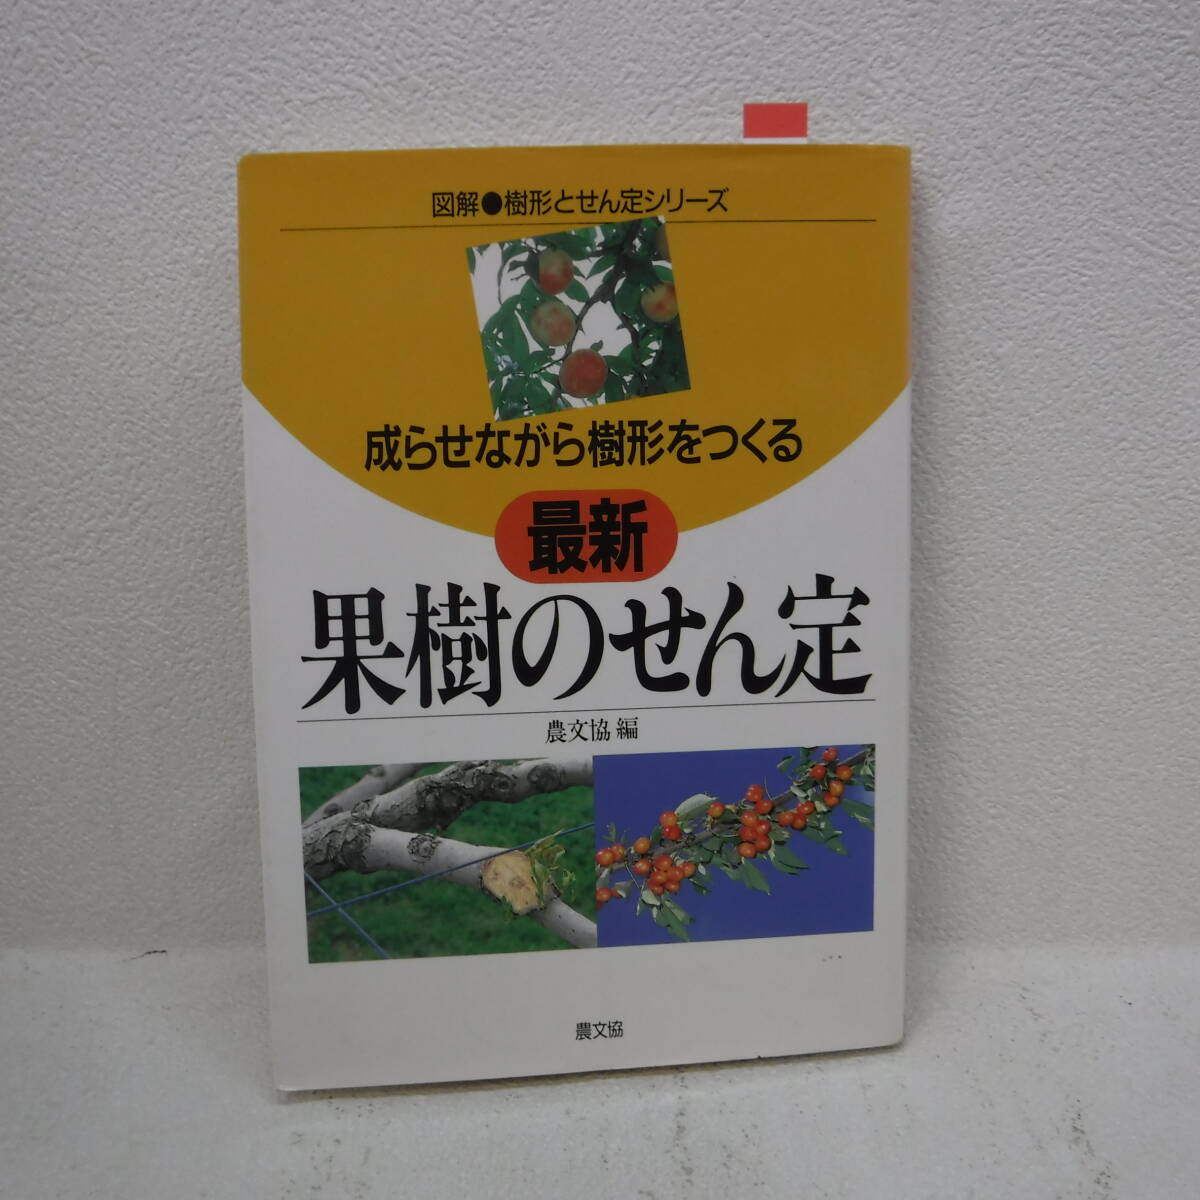 図解●樹形とせん定シリーズ
成らせながら樹形をつくる
最新
果樹のせん定
農文協 編
農文協